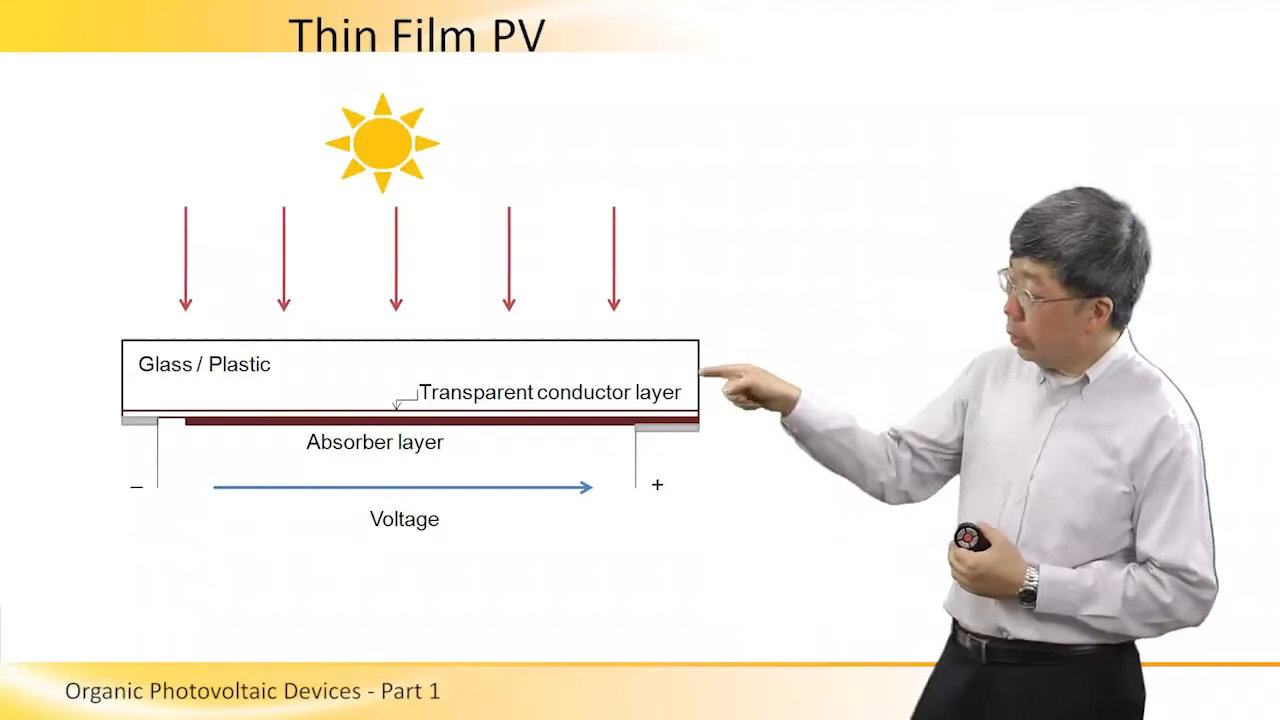 Thin Film PV
Glass / Plastic
Transparent conductor layer
Absorber layer
– +
Voltage
Organic Photovoltaic Devices - Part 1